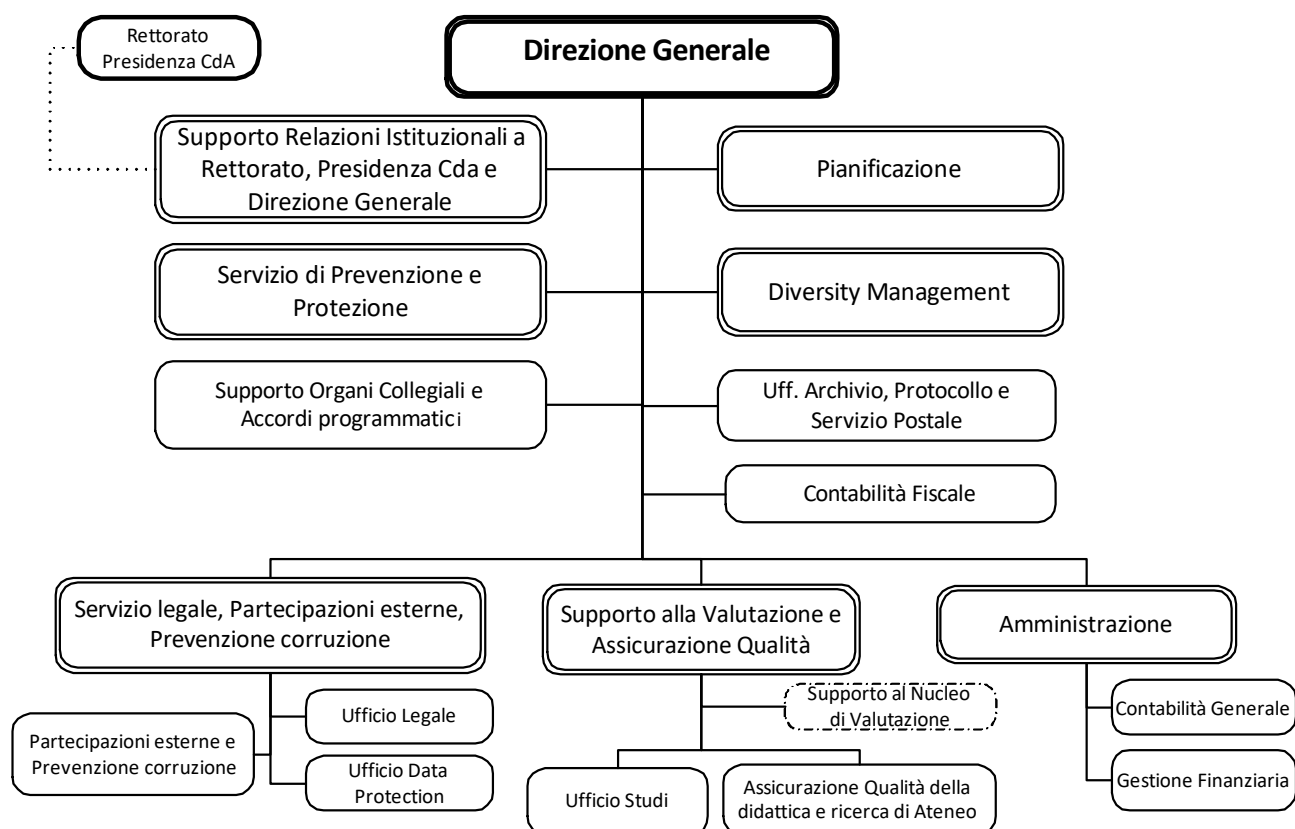 Rettorato
Presidenza CdA
Direzione Generale
Supporto Relazioni Istituzionali a
Rettorato, Presidenza Cda e
Direzione Generale
Pianificazione
Servizio di Prevenzione e
Protezione
Diversity Management
Supporto Organi Collegiali e
Accordi programmatici
Uff. Archivio, Protocollo e
Servizio Postale
Contabilità Fiscale
Servizio legale, Partecipazioni esterne,
Prevenzione corruzione
Supporto alla Valutazione e
Assicurazione Qualità
Amministrazione
Ufficio Legale
Partecipazioni esterne e
Prevenzione corruzione
Ufficio Data
Protection
Supporto al Nucleo
di Valutazione
Ufficio Studi
Assicurazione Qualità della
didattica e ricerca di Ateneo
Contabilità Generale
Gestione Finanziaria